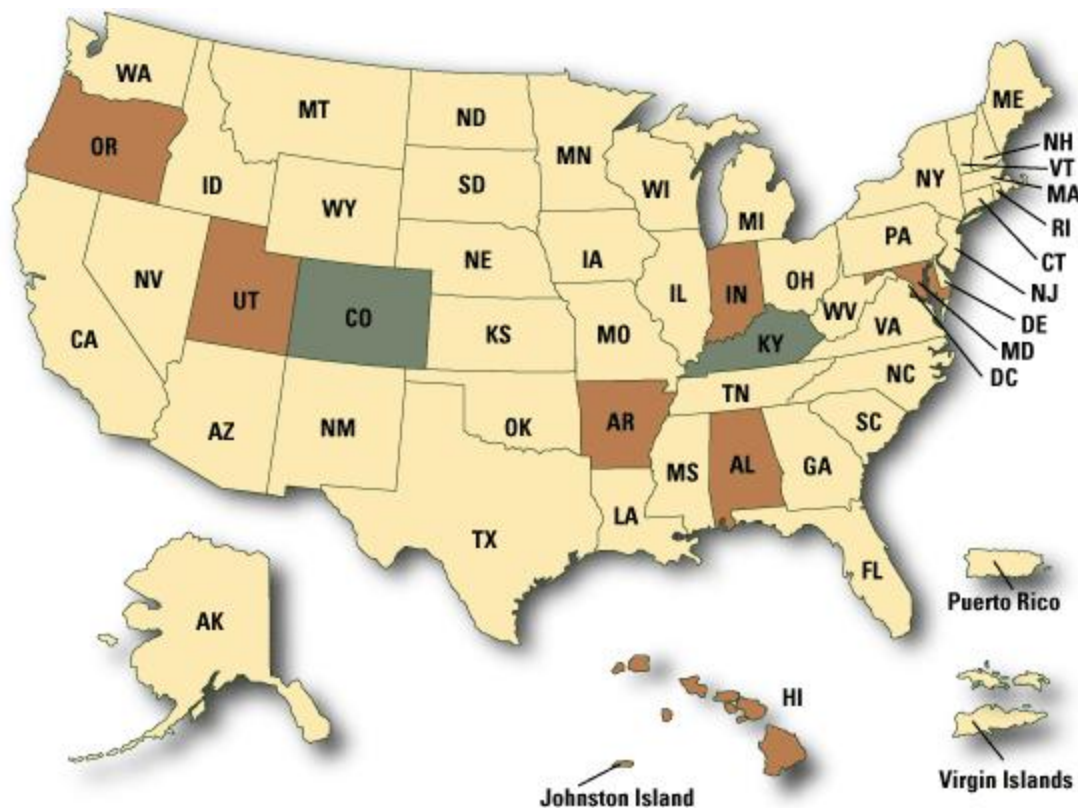 WA
OR
MT
ND
MN
ME
ID
SD
WI
NY
NH
VT
MA
RI
CT
WY
MI
PA
NJ
NV
UT
CO
NE
IA
IL
IN
OH
WV
DE
MD
DC
CA
KS
MO
KY
VA
NC
AZ
NM
OK
AR
TN
SC
MS
AL
GA
TX
LA
FL
AK
HI
Puerto Rico
Johnston Island
Virgin Islands